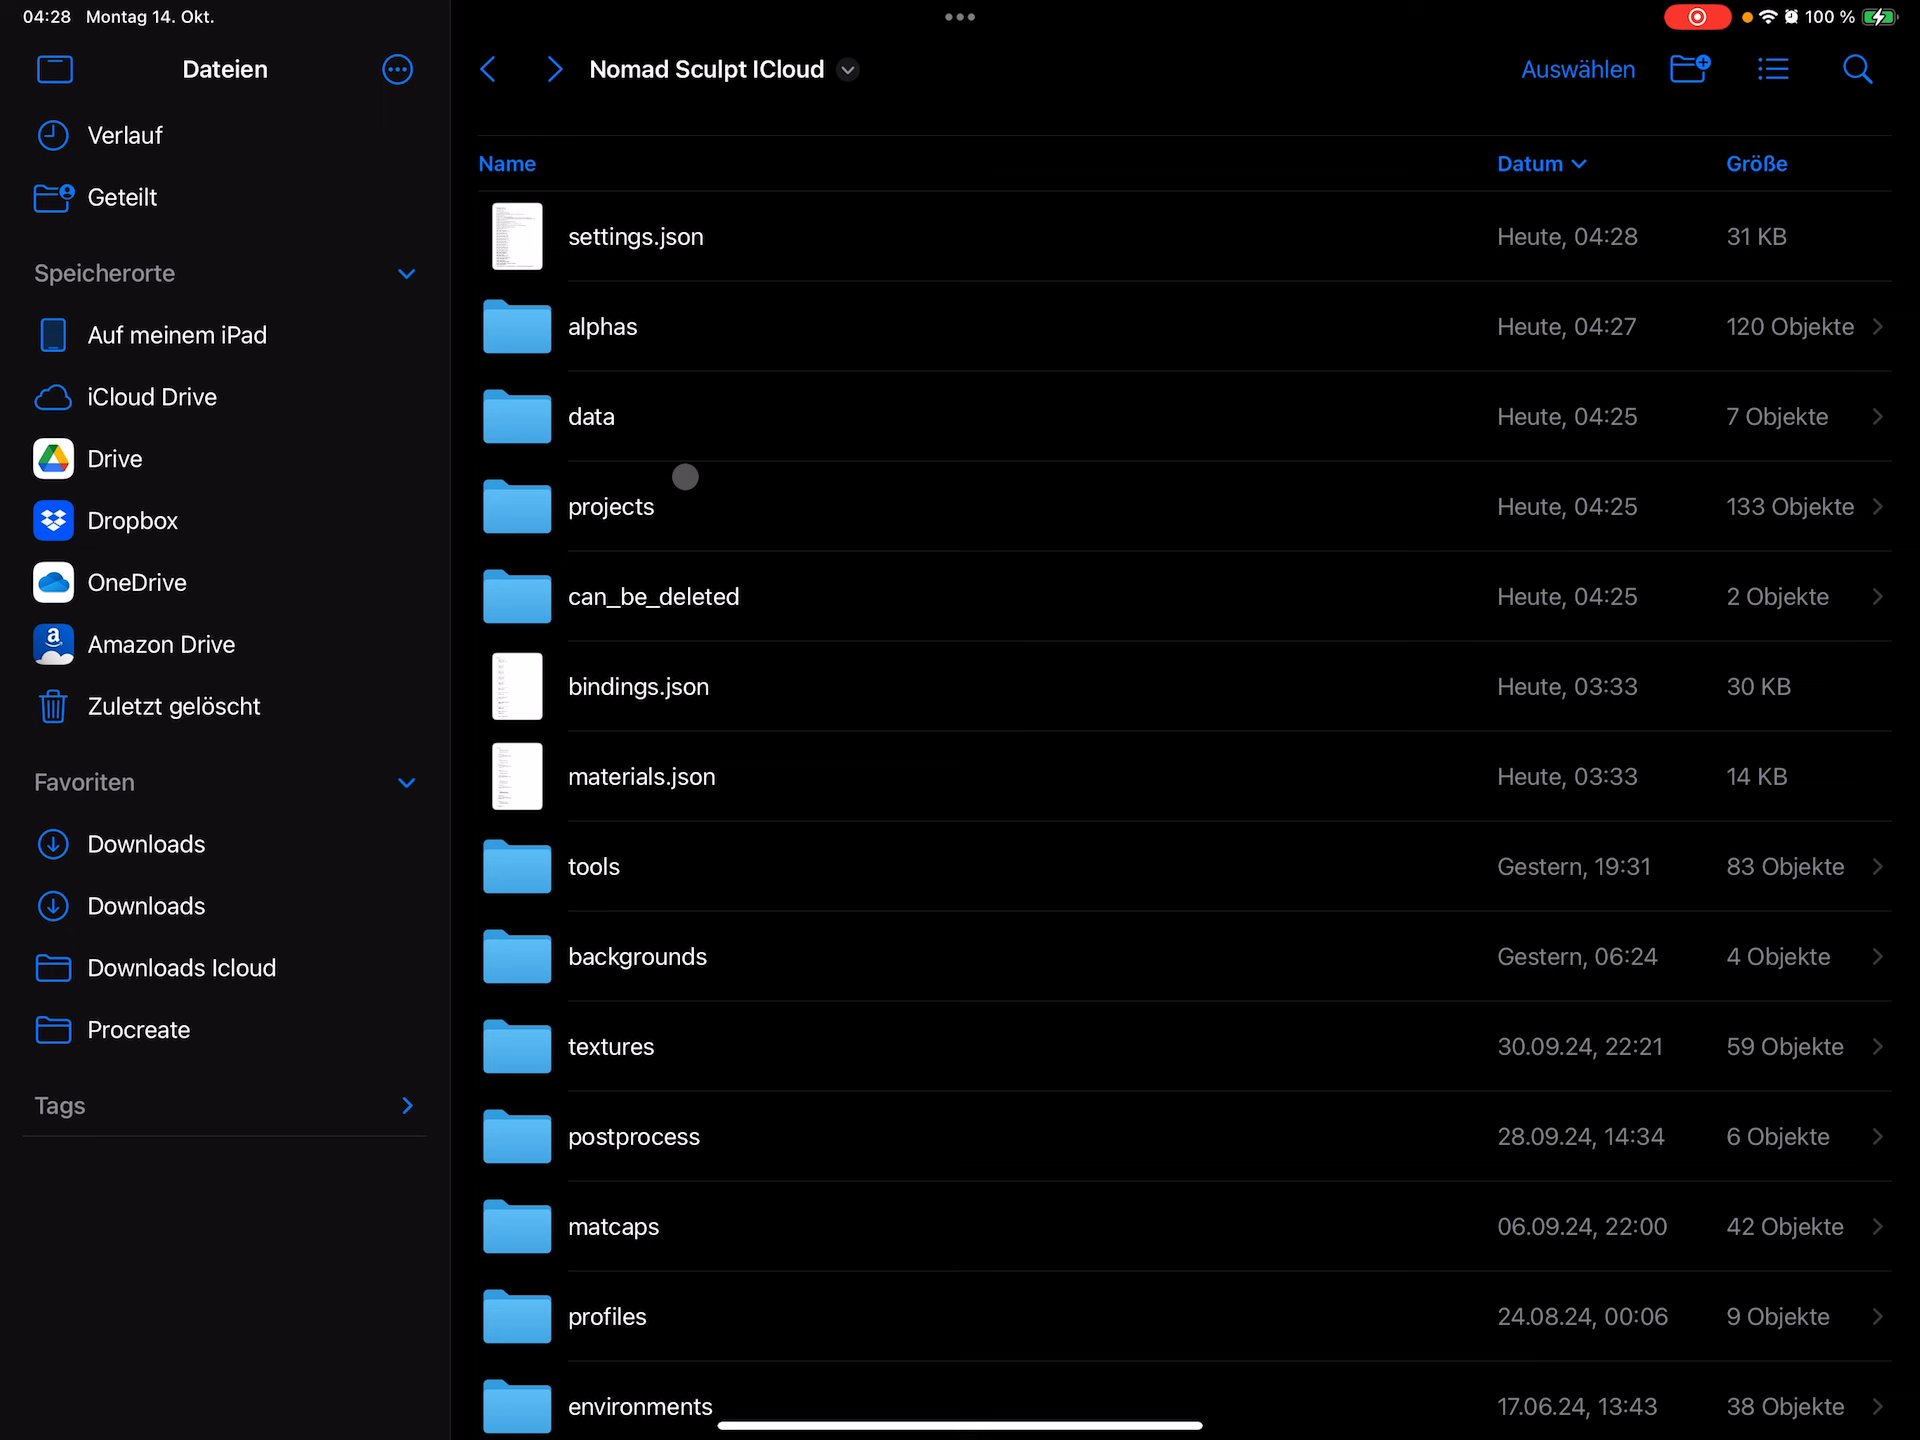 04:28 Montag 14. Okt.
100 %
Dateien
Verlauf
Geteilt
Speicherorte
Auf meinem iPad
iCloud Drive
Drive
Dropbox
OneDrive
Amazon Drive
Zuletzt gelöscht
Favoriten
Downloads
Downloads
Downloads Icloud
Procreate
Tags
Nomad Sculpt ICloud
Auswählen
Name Datum Größe
settings.json Heute, 04:28 31 KB
alphas Heute, 04:27 120 Objekte
data Heute, 04:25 7 Objekte
projects Heute, 04:25 133 Objekte
can_be_deleted Heute, 04:25 2 Objekte
bindings.json Heute, 03:33 30 KB
materials.json Heute, 03:33 14 KB
tools Gestern, 19:31 83 Objekte
backgrounds Gestern, 06:24 4 Objekte
textures 30.09.24, 22:21 59 Objekte
postprocess 28.09.24, 14:34 6 Objekte
matcaps 06.09.24, 22:00 42 Objekte
profiles 24.08.24, 00:06 9 Objekte
environments 17.06.24, 13:43 38 Objekte